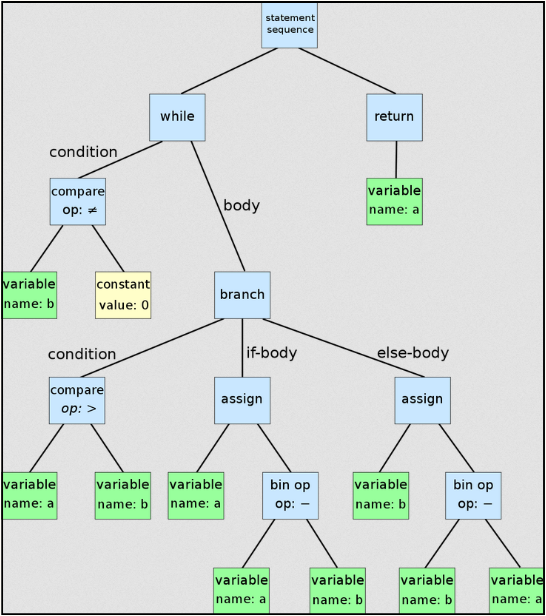 statement
sequence
while
return
condition
body
compare
op: ≠
variable
name: a
variable
name: b
constant
value: 0
branch
condition
if-body
else-body
compare
op: >
assign
assign
variable
name: a
variable
name: b
variable
name: a
bin op
op: −
variable
name: b
bin op
op: −
variable
name: a
variable
name: b
variable
name: b
variable
name: a